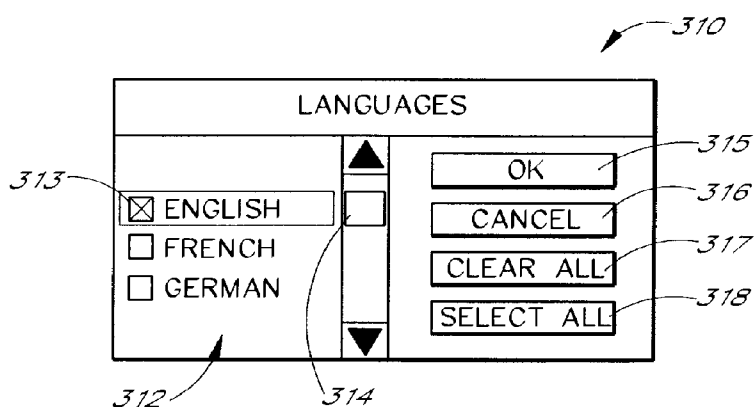 310
LANGUAGES
313
ENGLISH
FRENCH
GERMAN
312
314
OK
315
CANCEL
316
CLEAR ALL
317
SELECT ALL
318